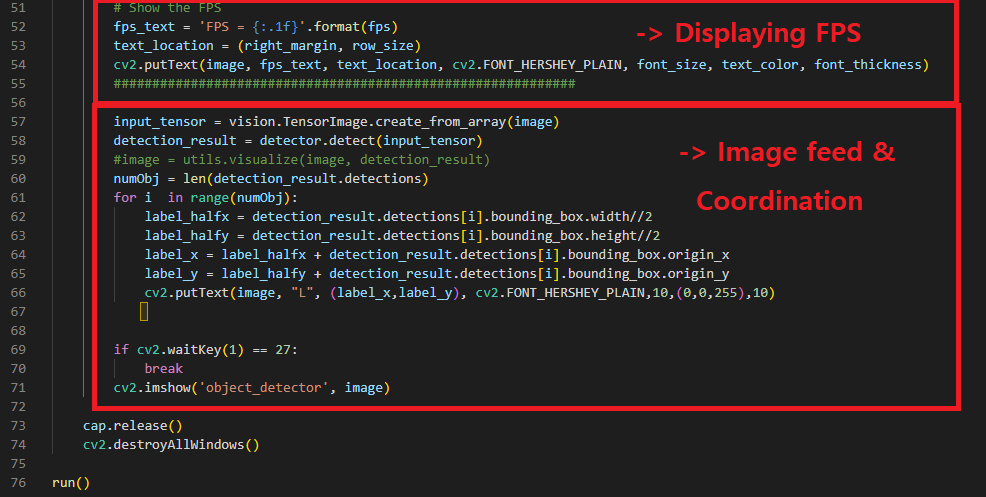 51 # Show the FPS
52 fps_text = 'FPS = {:.1f}'.format(fps)
53 text_location = (right_margin, row_size)
-> Displaying FPS
54 cv2.putText(image, fps_text, text_location, cv2.FONT_HERSHEY_PLAIN, font_size, text_color, font_thickness)
55 ############################################################
56
57 input_tensor = vision.TensorImage.create_from_array(image)
58 detection_result = detector.detect(input_tensor)
59 #image = utils.visualize(image, detection_result)
-> Image feed &
60 numObj = len(detection_result.detections)
61 for i  in range(numObj):
Coordination
62 label_halfx = detection_result.detections[i].bounding_box.width//2
63 label_halfy = detection_result.detections[i].bounding_box.height//2
64 label_x = label_halfx + detection_result.detections[i].bounding_box.origin_x
65 label_y = label_halfy + detection_result.detections[i].bounding_box.origin_y
66 cv2.putText(image, "L", (label_x,label_y), cv2.FONT_HERSHEY_PLAIN,10,(0,0,255),10)
67
68
69 if cv2.waitKey(1) == 27:
70 break
71 cv2.imshow('object_detector', image)
72
73 cap.release()
74 cv2.destroyAllWindows()
75
76 run()